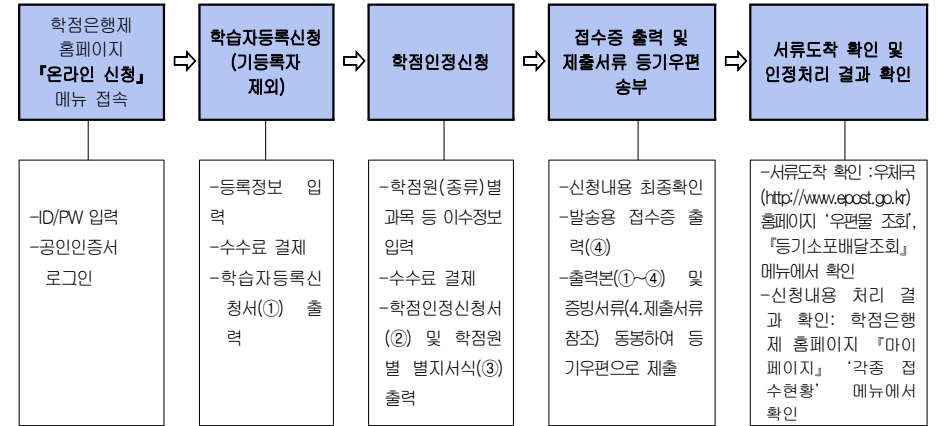 학점은행제
홈페이지
『온라인 신청』
메뉴 접속
학습자등록신청
(기등록자
제외)
학점인정신청
접수증 출력 및
제출서류 등기우편
송부
서류도착 확인 및
인정처리 결과 확인
-ID/PW 입력
-공인인증서
로그인
-등록정보 입
력
-수수료 결제
-학습자등록신
청서(①) 출
력
-학점원(종류)별
과목 등 이수정보
입력
-수수료 결제
-학점인정신청서
(②) 및 학점원
별 별지서식(③)
출력
-신청내용 최종확인
-발송용 접수증 출
력(④)
-출력본(①~④) 및
증빙서류(4.제출서류
참조) 동봉하여 등
기우편으로 제출
-서류도착 확인 :우체국
(http://www.epost.go.kr)
홈페이지 ‘우편물 조회’,
『등기소포배달조회』
메뉴에서 확인
-신청내용 처리 결
과 확인: 학점은행
제 홈페이지 『마이
페이지』 ‘각종 접
수현황’ 메뉴에서
확인